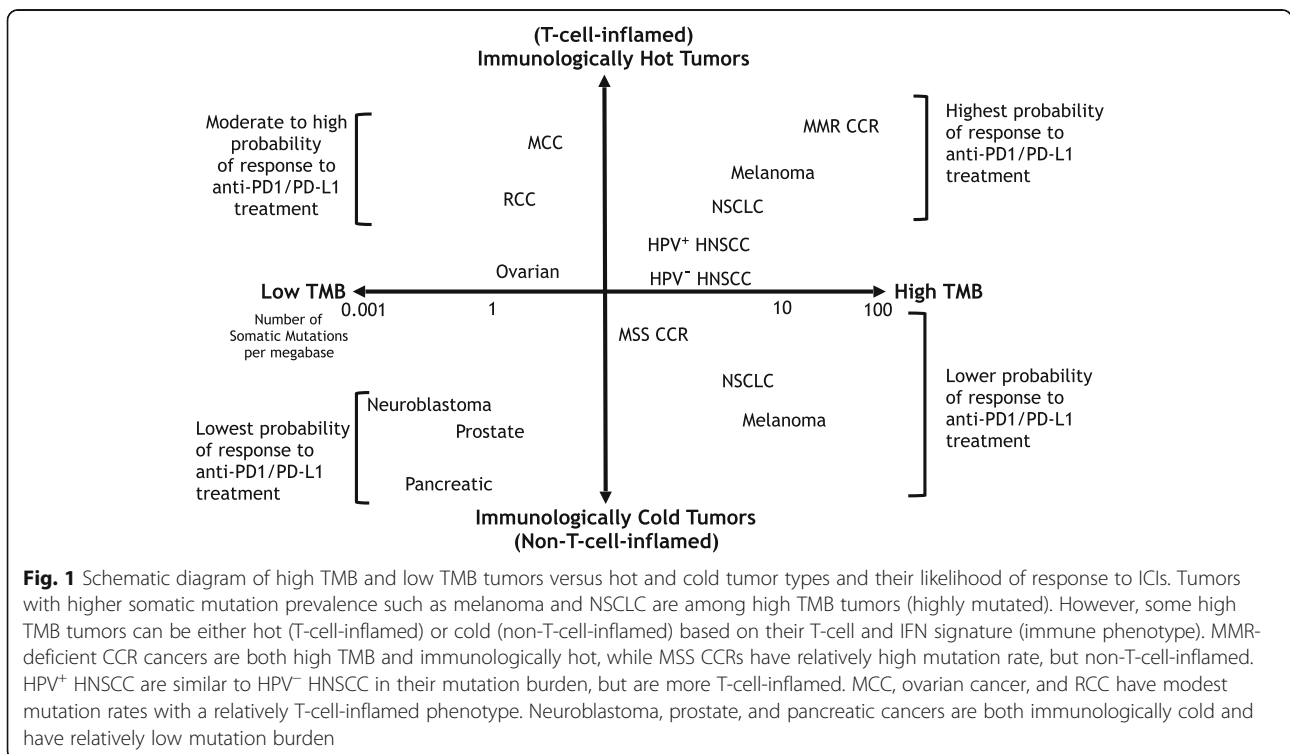 (T-cell-inflamed)
Immunologically Hot Tumors
Moderate to high
probability
of response to
anti-PD1/PD-L1
treatment
MCC
RCC
Ovarian
MMR CCR
Melanoma
NSCLC
HPV+ HNSCC
HPV- HNSCC
Highest probability
of response to
anti-PD1/PD-L1
treatment
Low TMB
High TMB
0.001
1
10
100
Number of
Somatic Mutations
per megabase
MSS CCR
NSCLC
Melanoma
Lower probability
of response to
anti-PD1/PD-L1
treatment
Lowest probability
of response to
anti-PD1/PD-L1
treatment
Neuroblastoma
Prostate
Pancreatic
Immunologically Cold Tumors
(Non-T-cell-inflamed)
Fig. 1 Schematic diagram of high TMB and low TMB tumors versus hot and cold tumor types and their likelihood of response to ICIs. Tumors
with higher somatic mutation prevalence such as melanoma and NSCLC are among high TMB tumors (highly mutated). However, some high
TMB tumors can be either hot (T-cell-inflamed) or cold (non-T-cell-inflamed) based on their T-cell and IFN signature (immune phenotype). MMR-
deficient CCR cancers are both high TMB and immunologically hot, while MSS CCRs have relatively high mutation rate, but non-T-cell-inflamed.
HPV+ HNSCC are similar to HPV− HNSCC in their mutation burden, but are more T-cell-inflamed. MCC, ovarian cancer, and RCC have modest
mutation rates with a relatively T-cell-inflamed phenotype. Neuroblastoma, prostate, and pancreatic cancers are both immunologically cold and
have relatively low mutation burden